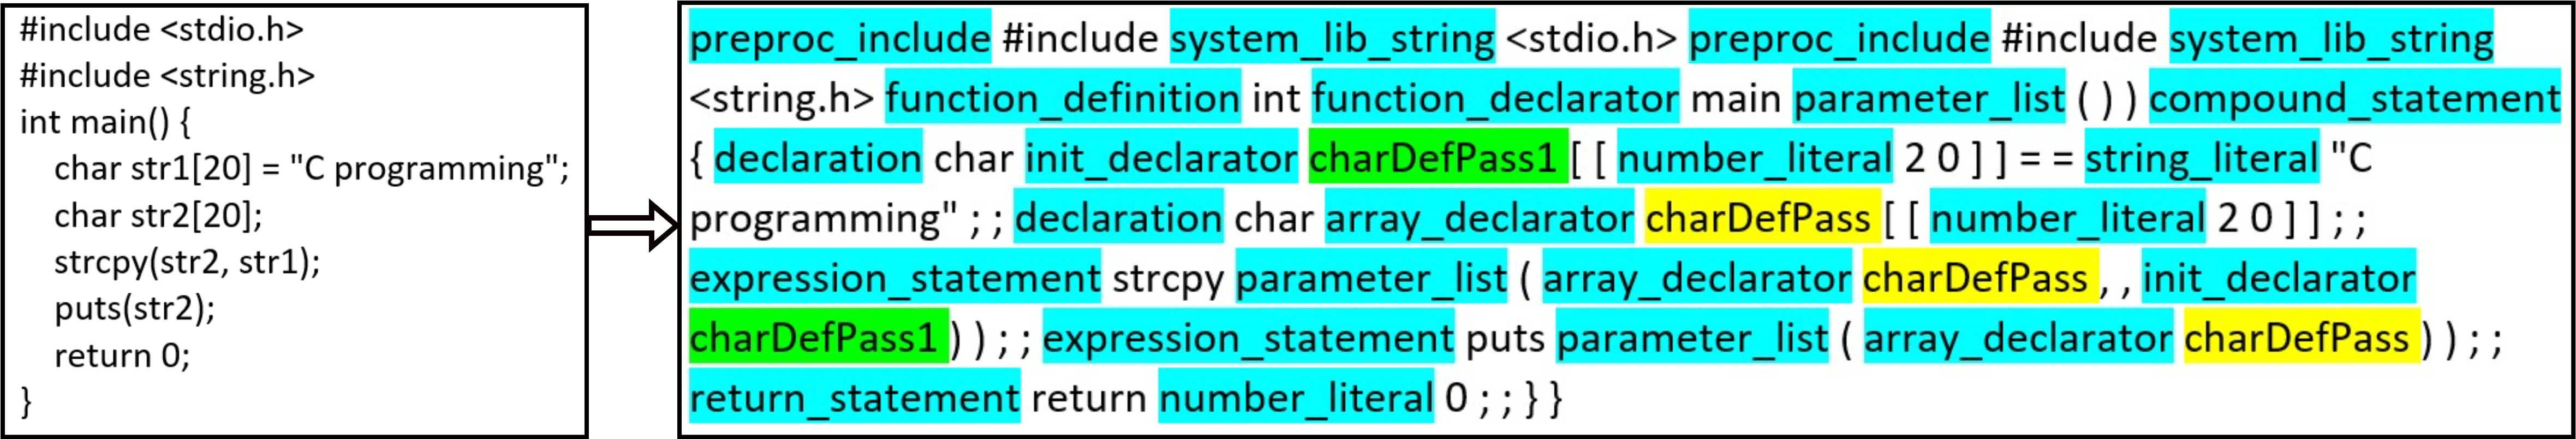 #include <stdio.h>
#include <string.h>
int main() {
char str1[20] = "C programming";
char str2[20];
strcpy(str2, str1);
puts(str2);
return 0;
}
preproc_include #include system_lib_string <stdio.h> preproc_include #include system_lib_string
<string.h> function_definition int function_declarator main parameter_list ( ) ) compound_statement
{ declaration char init_declarator charDefPass1 [ [ number_literal 2 0 ] ] = = string_literal "C
programming" ; ; declaration char array_declarator charDefPass [ [ number_literal 2 0 ] ] ; ;
expression_statement strcpy parameter_list ( array_declarator charDefPass , , init_declarator
charDefPass1 ) ) ; ; expression_statement puts parameter_list ( array_declarator charDefPass ) ) ; ;
return_statement return number_literal 0 ; ; } }